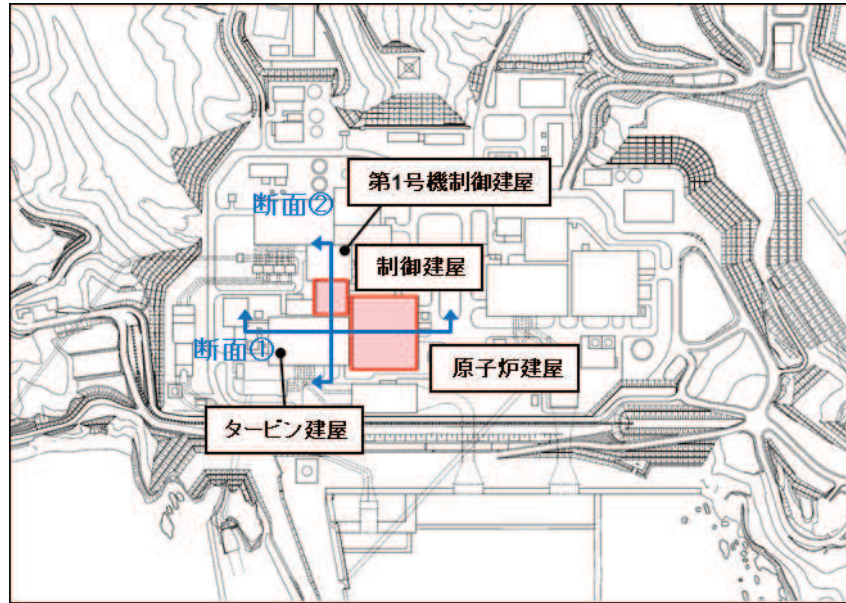 第1号機制御建屋
断面②
制御建屋
断面①
原子炉建屋
タービン建屋